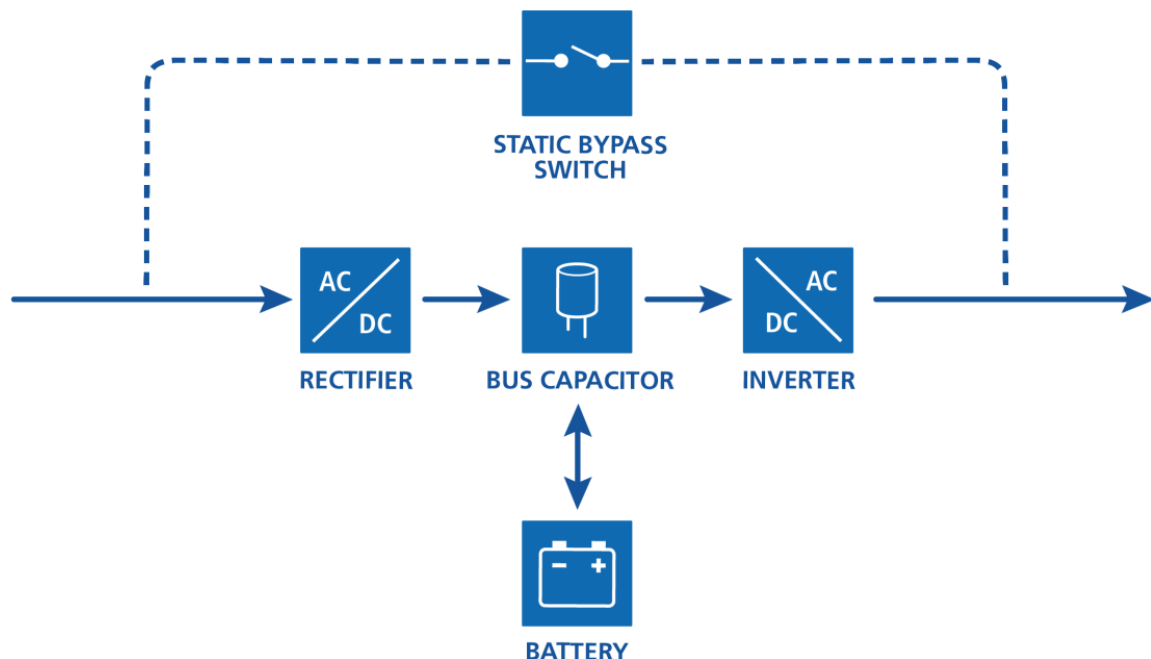 STATIC BYPASS
SWITCH
AC
DC
RECTIFIER
BUS CAPACITOR
AC
DC
INVERTER
BATTERY